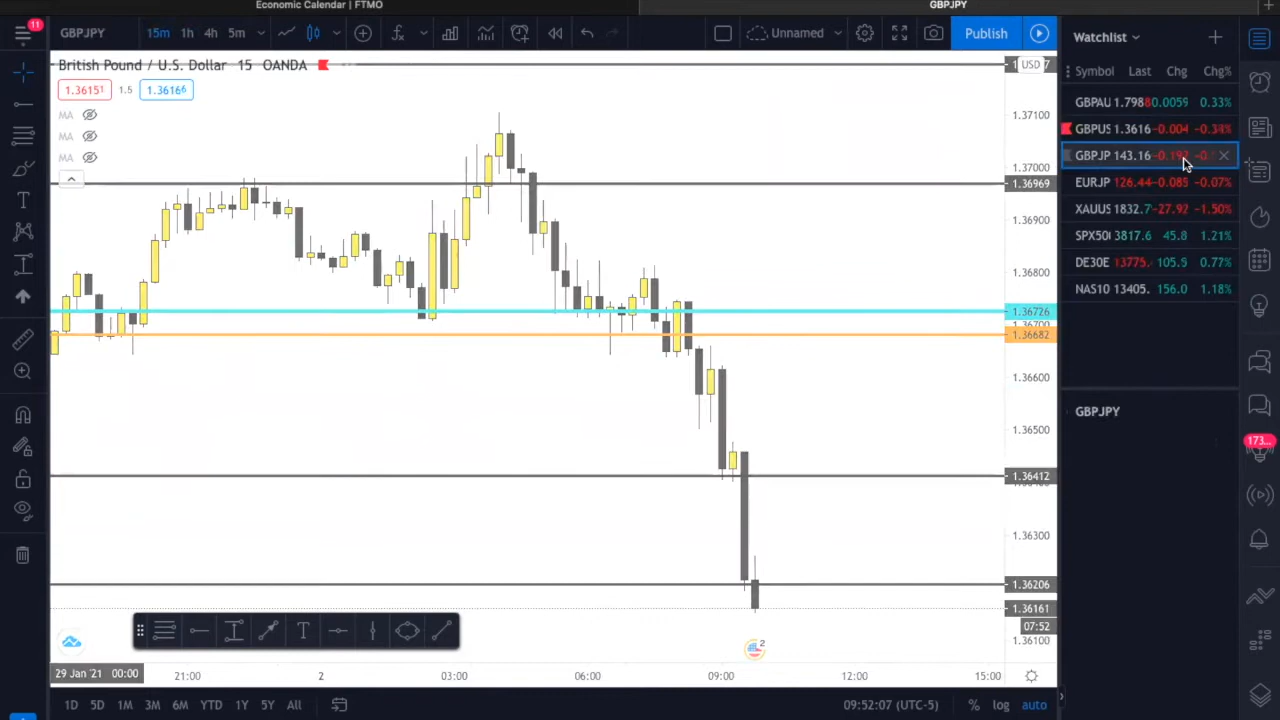 Economic Calendar | FTMO
GBPJPY
11
GBPJPY 15m 1h 4h 5m
Unnamed
Publish
Watchlist
British Pound / U.S. Dollar 15 OANDA
USD
1.36151 1.5 1.36166
MA
MA
MA
Symbol Last Chg Chg%
GBPAU 1.7988 0.0059 0.33%
GBPUS 1.3616 -0.004
GBPJP 143.16
EURJP 126.44 -0.085 -0.07%
XAUUS 1832.7 -27.92 -1.50%
SPX500 3817.6 45.8 1.21%
DE30E 13775. 105.9 0.77%
NAS10 13405. 156.0 1.18%
GBPJPY
173...
1.37100
1.37000
1.36969
1.36900
1.36800
1.36726
1.36700
1.36682
1.36600
1.36500
1.36412
1.36300
1.36206
1.36161
07:52
1.36100
2
29 Jan '21 00:00 21:00 2 03:00 06:00 09:00 12:00 15:00
1D 5D 1M 3M 6M YTD 1Y 5Y All
09:52:07 (UTC-5) % log auto